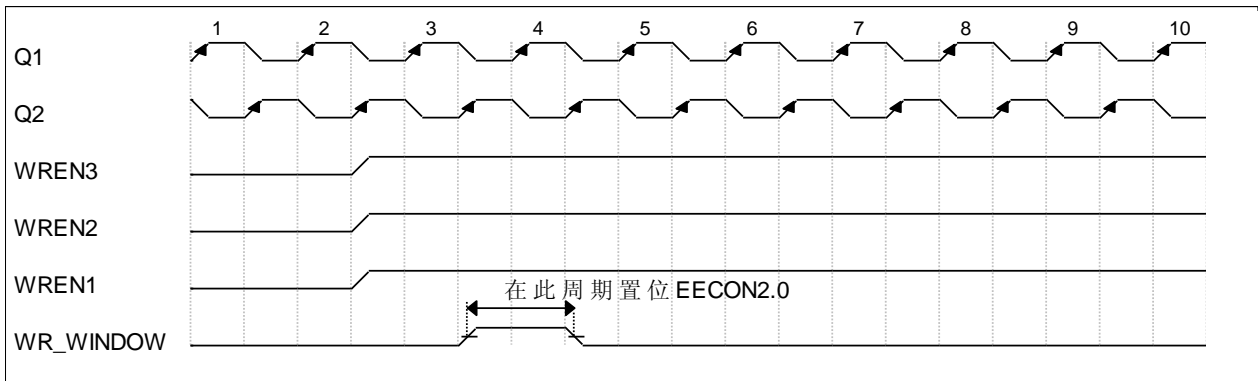 1 2 3 4 5 6 7 8 9 10
Q1
Q2
WREN3
WREN2
WREN1
在此周期置位EECON2.0
WR_WINDOW